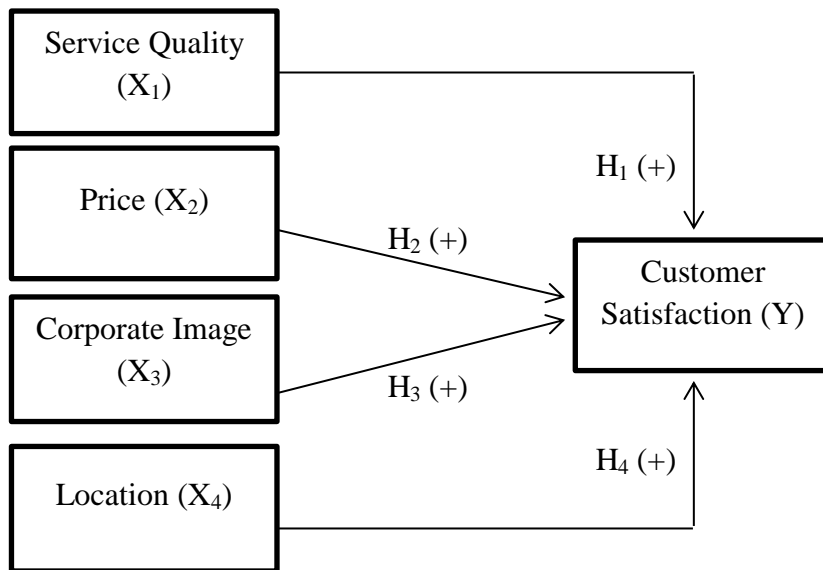 Service Quality
(X₁)
H₁ (+)
Price (X₂)
H₂ (+)
Customer
Satisfaction (Y)
Corporate Image
(X₃)
H₃ (+)
H₄ (+)
Location (X₄)